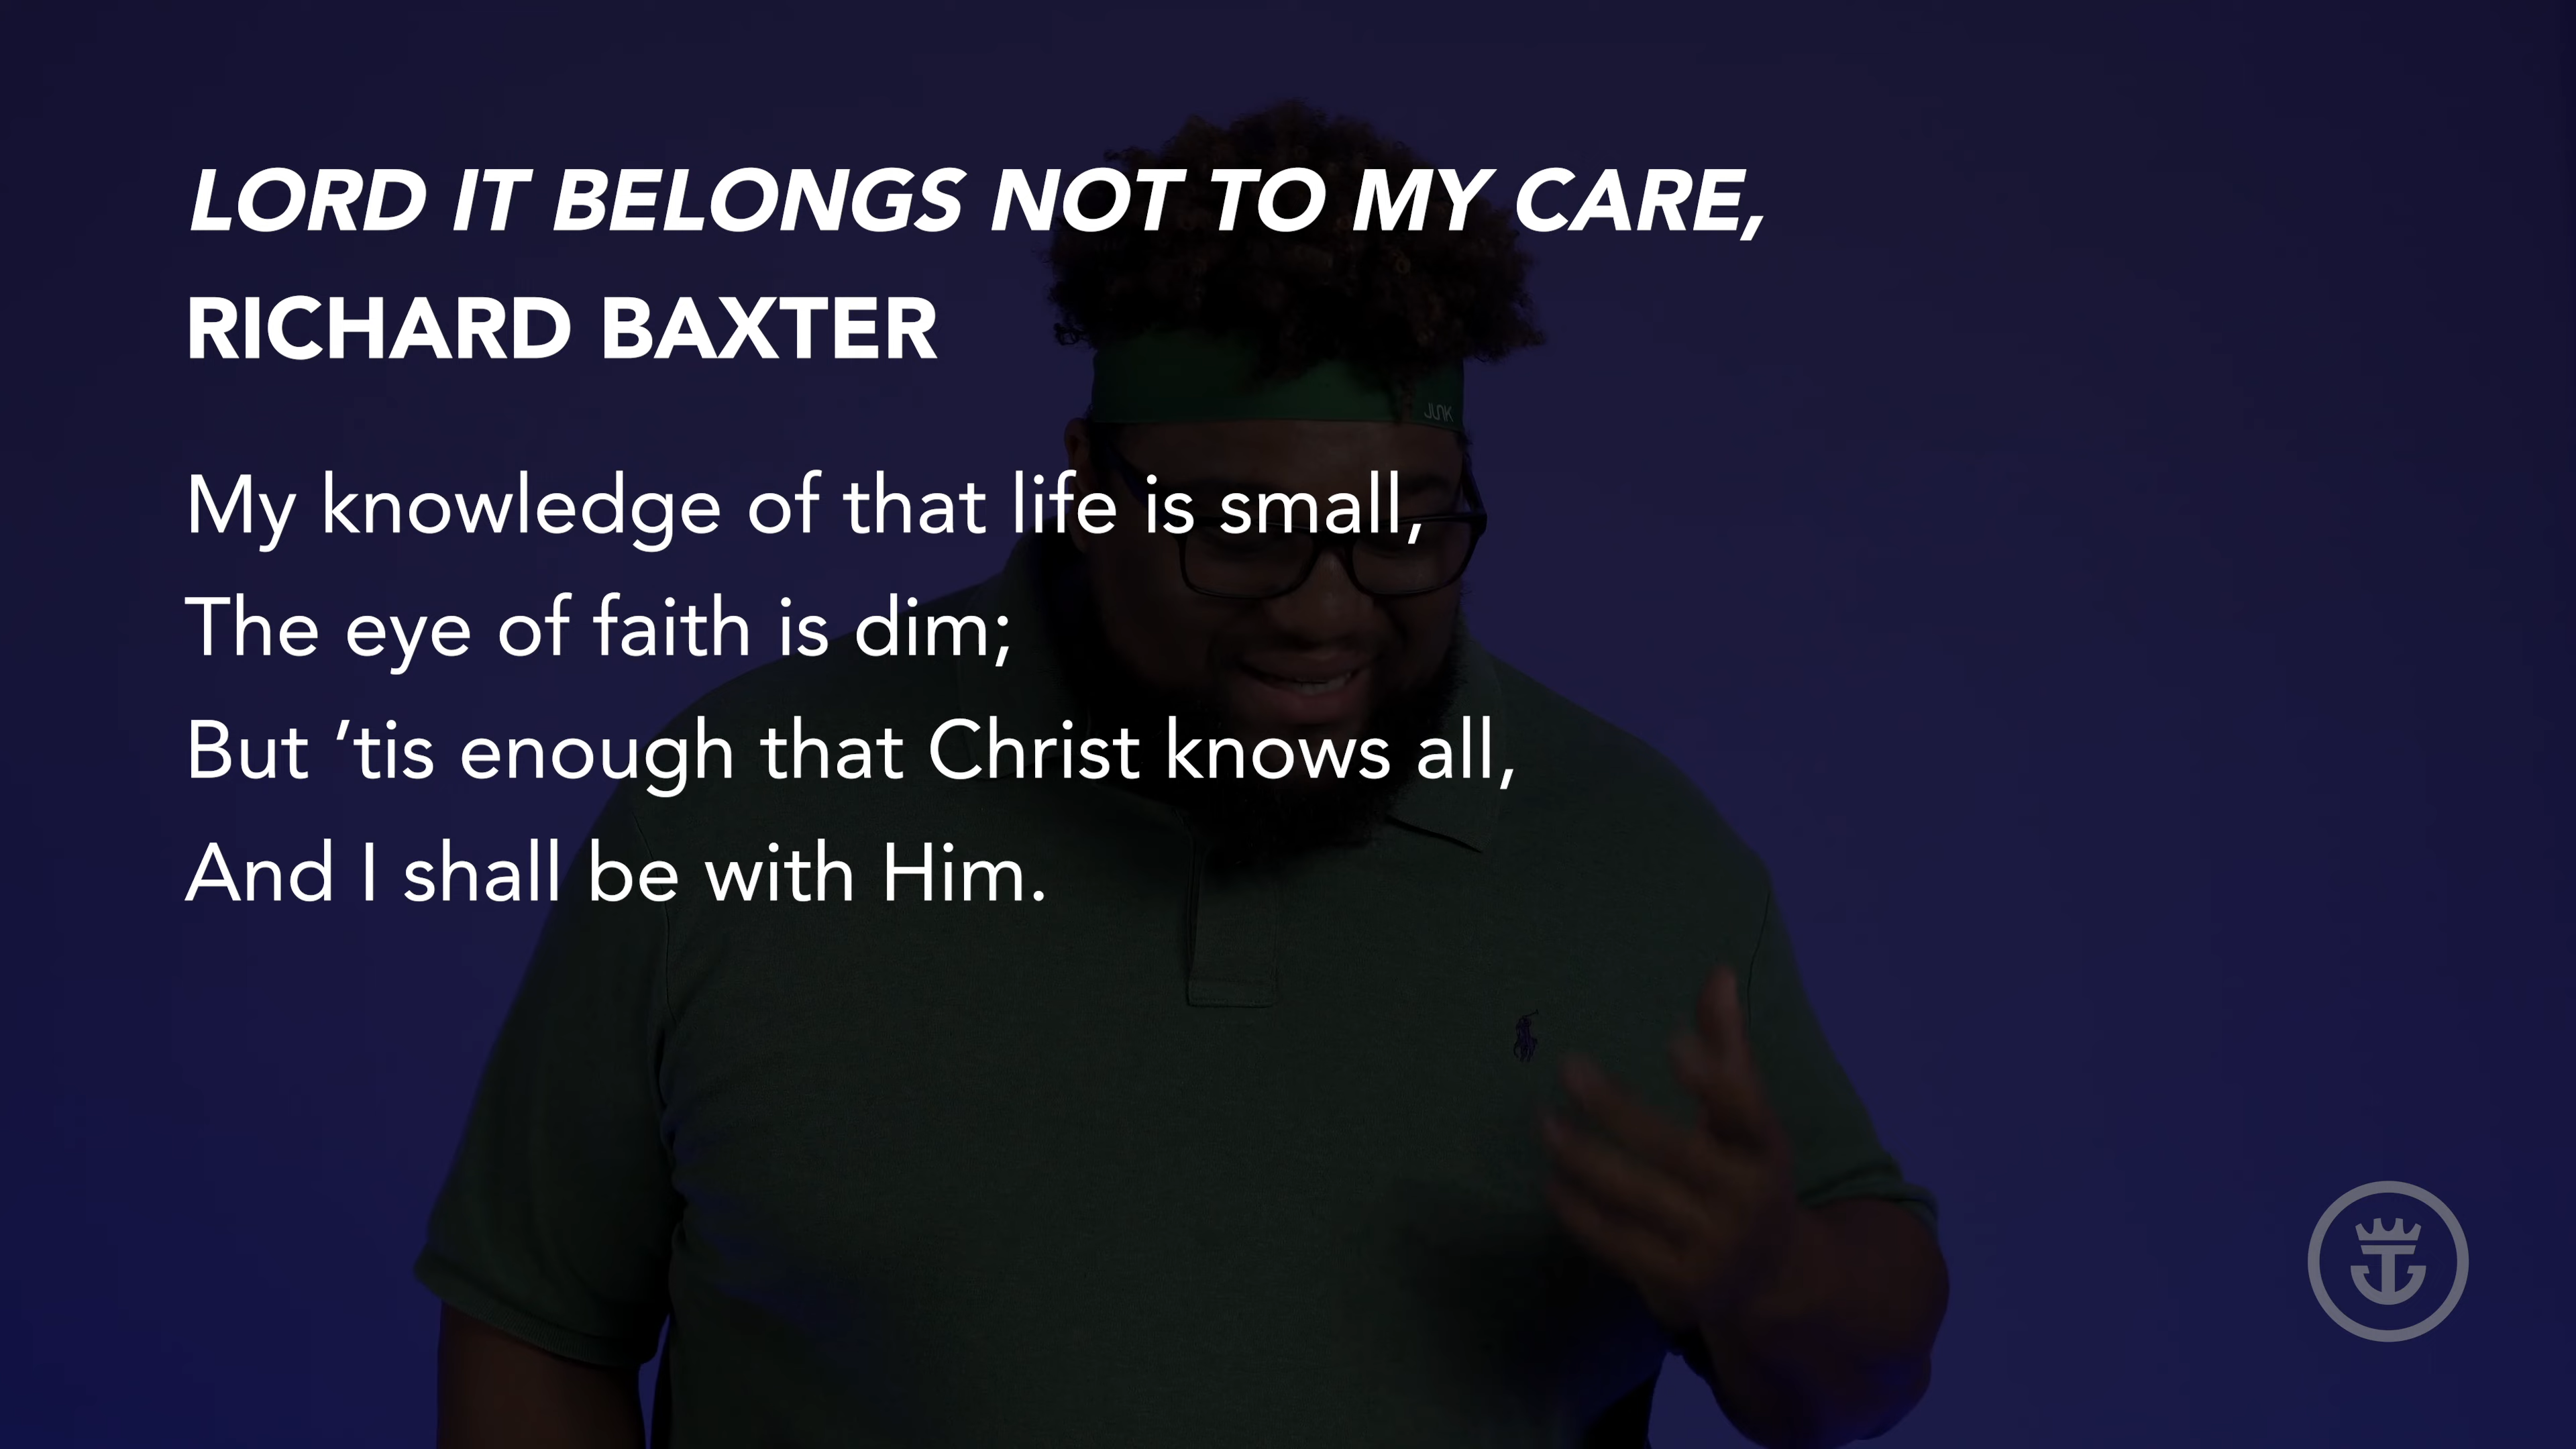 LORD IT BELONGS NOT TO MY CARE,
RICHARD BAXTER
My knowledge of that life is small,
The eye of faith is dim;
But ’tis enough that Christ knows all,
And I shall be with Him.
JUNK